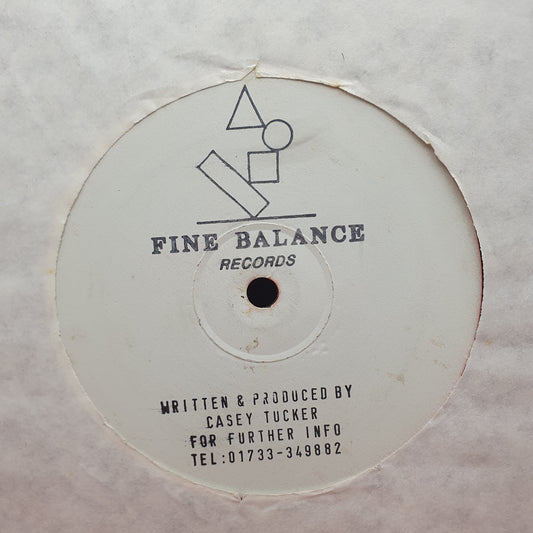 FINE BALANCE
RECORDS
WRITTEN & PRODUCED BY
CASEY TUCKER
FOR FURTHER INFO
TEL:01733-349882